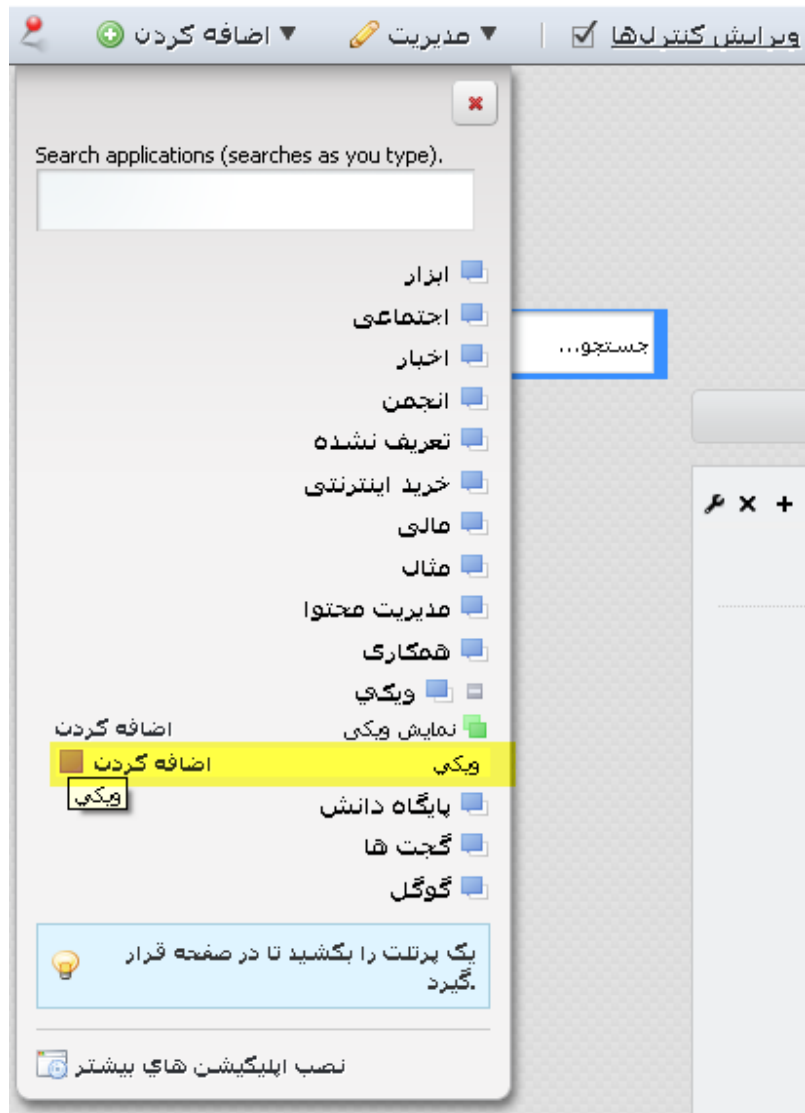 ویرایش کنترل‌ها | مدیریت ▼ اضافه کردن ▼
Search applications (searches as you type).
ابزار
اجتماعی
جستجو...
اخبار
انجمن
تعریف نشده
خرید اینترنتی
مالی
مثال
مدیریت محتوا
همکاری
ویکي
نمایش ویکی اضافه کردن
ویکي اضافه کردن
ویکي
پایگاه دانش
گجت ها
گوگل
یک پرتلت را بکشید تا در صفحه قرار
گیرد.
نصب اپلیکیشن هاي بیشتر